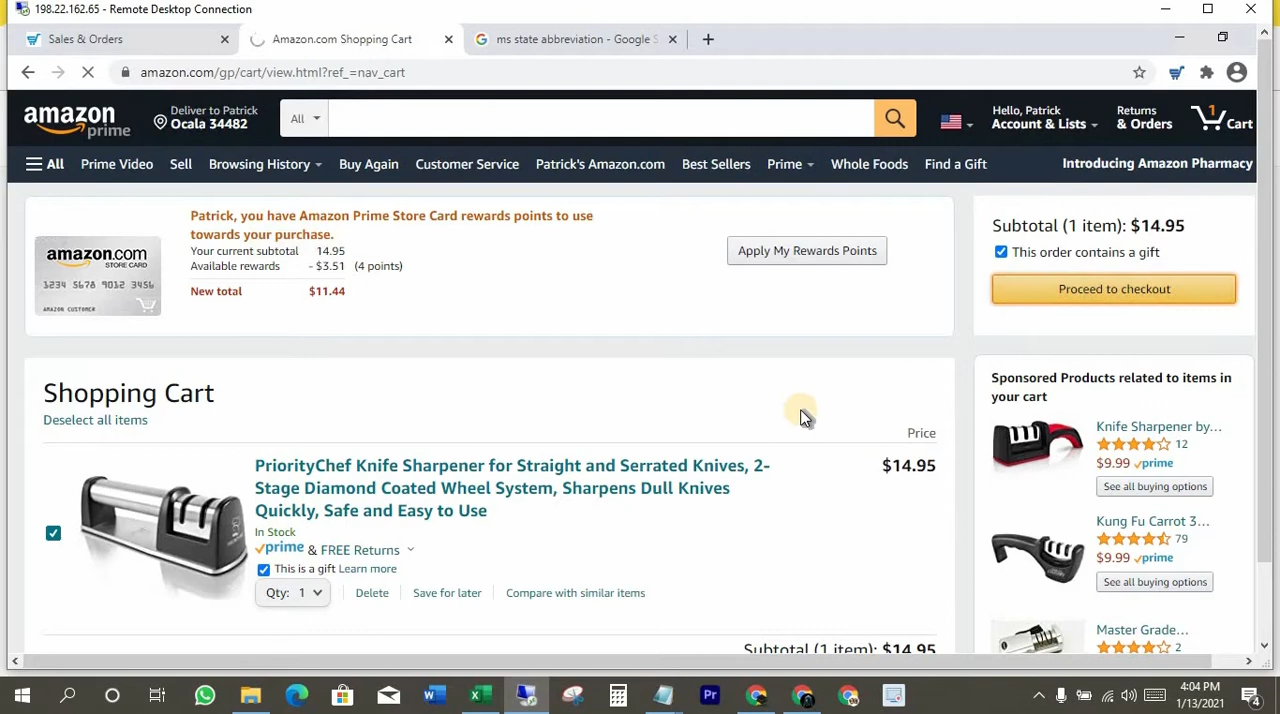 198.22.162.65 - Remote Desktop Connection
Sales & Orders
Amazon.com Shopping Cart
ms state abbreviation - Google S
amazon.com/gp/cart/view.html?ref_=nav_cart
amazon
prime
Deliver to Patrick
Ocala 34482
All
Hello, Patrick
Account & Lists
Returns
& Orders
1
Cart
All
Prime Video
Sell
Browsing History
Buy Again
Customer Service
Patrick's Amazon.com
Best Sellers
Prime
Whole Foods
Find a Gift
Introducing Amazon Pharmacy
amazon.com
STORE CARD
1234 5678 9012 3456
AMAZON CUSTOMER
Patrick, you have Amazon Prime Store Card rewards points to use
towards your purchase.
Your current subtotal 14.95
Available rewards - $3.51 (4 points)
New total $11.44
Apply My Rewards Points
Subtotal (1 item): $14.95
This order contains a gift
Proceed to checkout
Shopping Cart
Deselect all items
Price
PriorityChef Knife Sharpener for Straight and Serrated Knives, 2-
Stage Diamond Coated Wheel System, Sharpens Dull Knives
Quickly, Safe and Easy to Use
$14.95
In Stock
prime & FREE Returns
This is a gift Learn more
Qty: 1
Delete
Save for later
Compare with similar items
Subtotal (1 item): $14.95
Sponsored Products related to items in
your cart
Knife Sharpener by...
12
$9.99 prime
See all buying options
Kung Fu Carrot 3...
79
$9.99 prime
See all buying options
Master Grade...
2
4:04 PM
1/13/2021
4